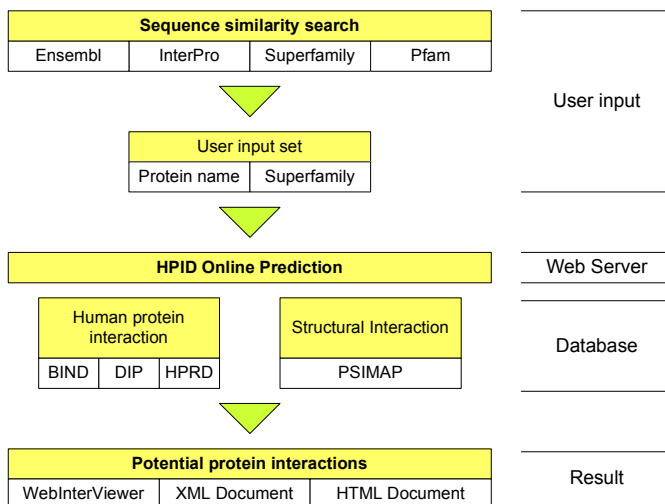 Sequence similarity search
Ensembl InterPro Superfamily Pfam
User input
User input set
Protein name Superfamily
HPID Online Prediction
Web Server
Human protein
interaction
Structural Interaction
BIND DIP HPRD
PSIMAP
Database
Potential protein interactions
WebInterViewer XML Document HTML Document
Result